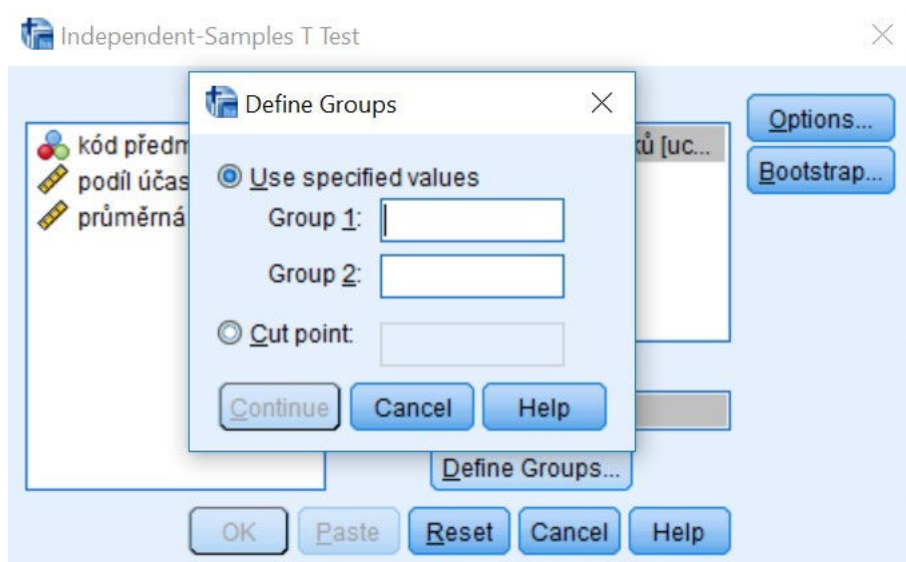 Independent-Samples T Test
Define Groups
Options...
Bootstrap...
kód předm
podíl účas
průměrná
ků [uc...
Use specified values
Group 1:
Group 2:
Cut point:
Continue
Cancel
Help
Define Groups...
OK
Paste
Reset
Cancel
Help